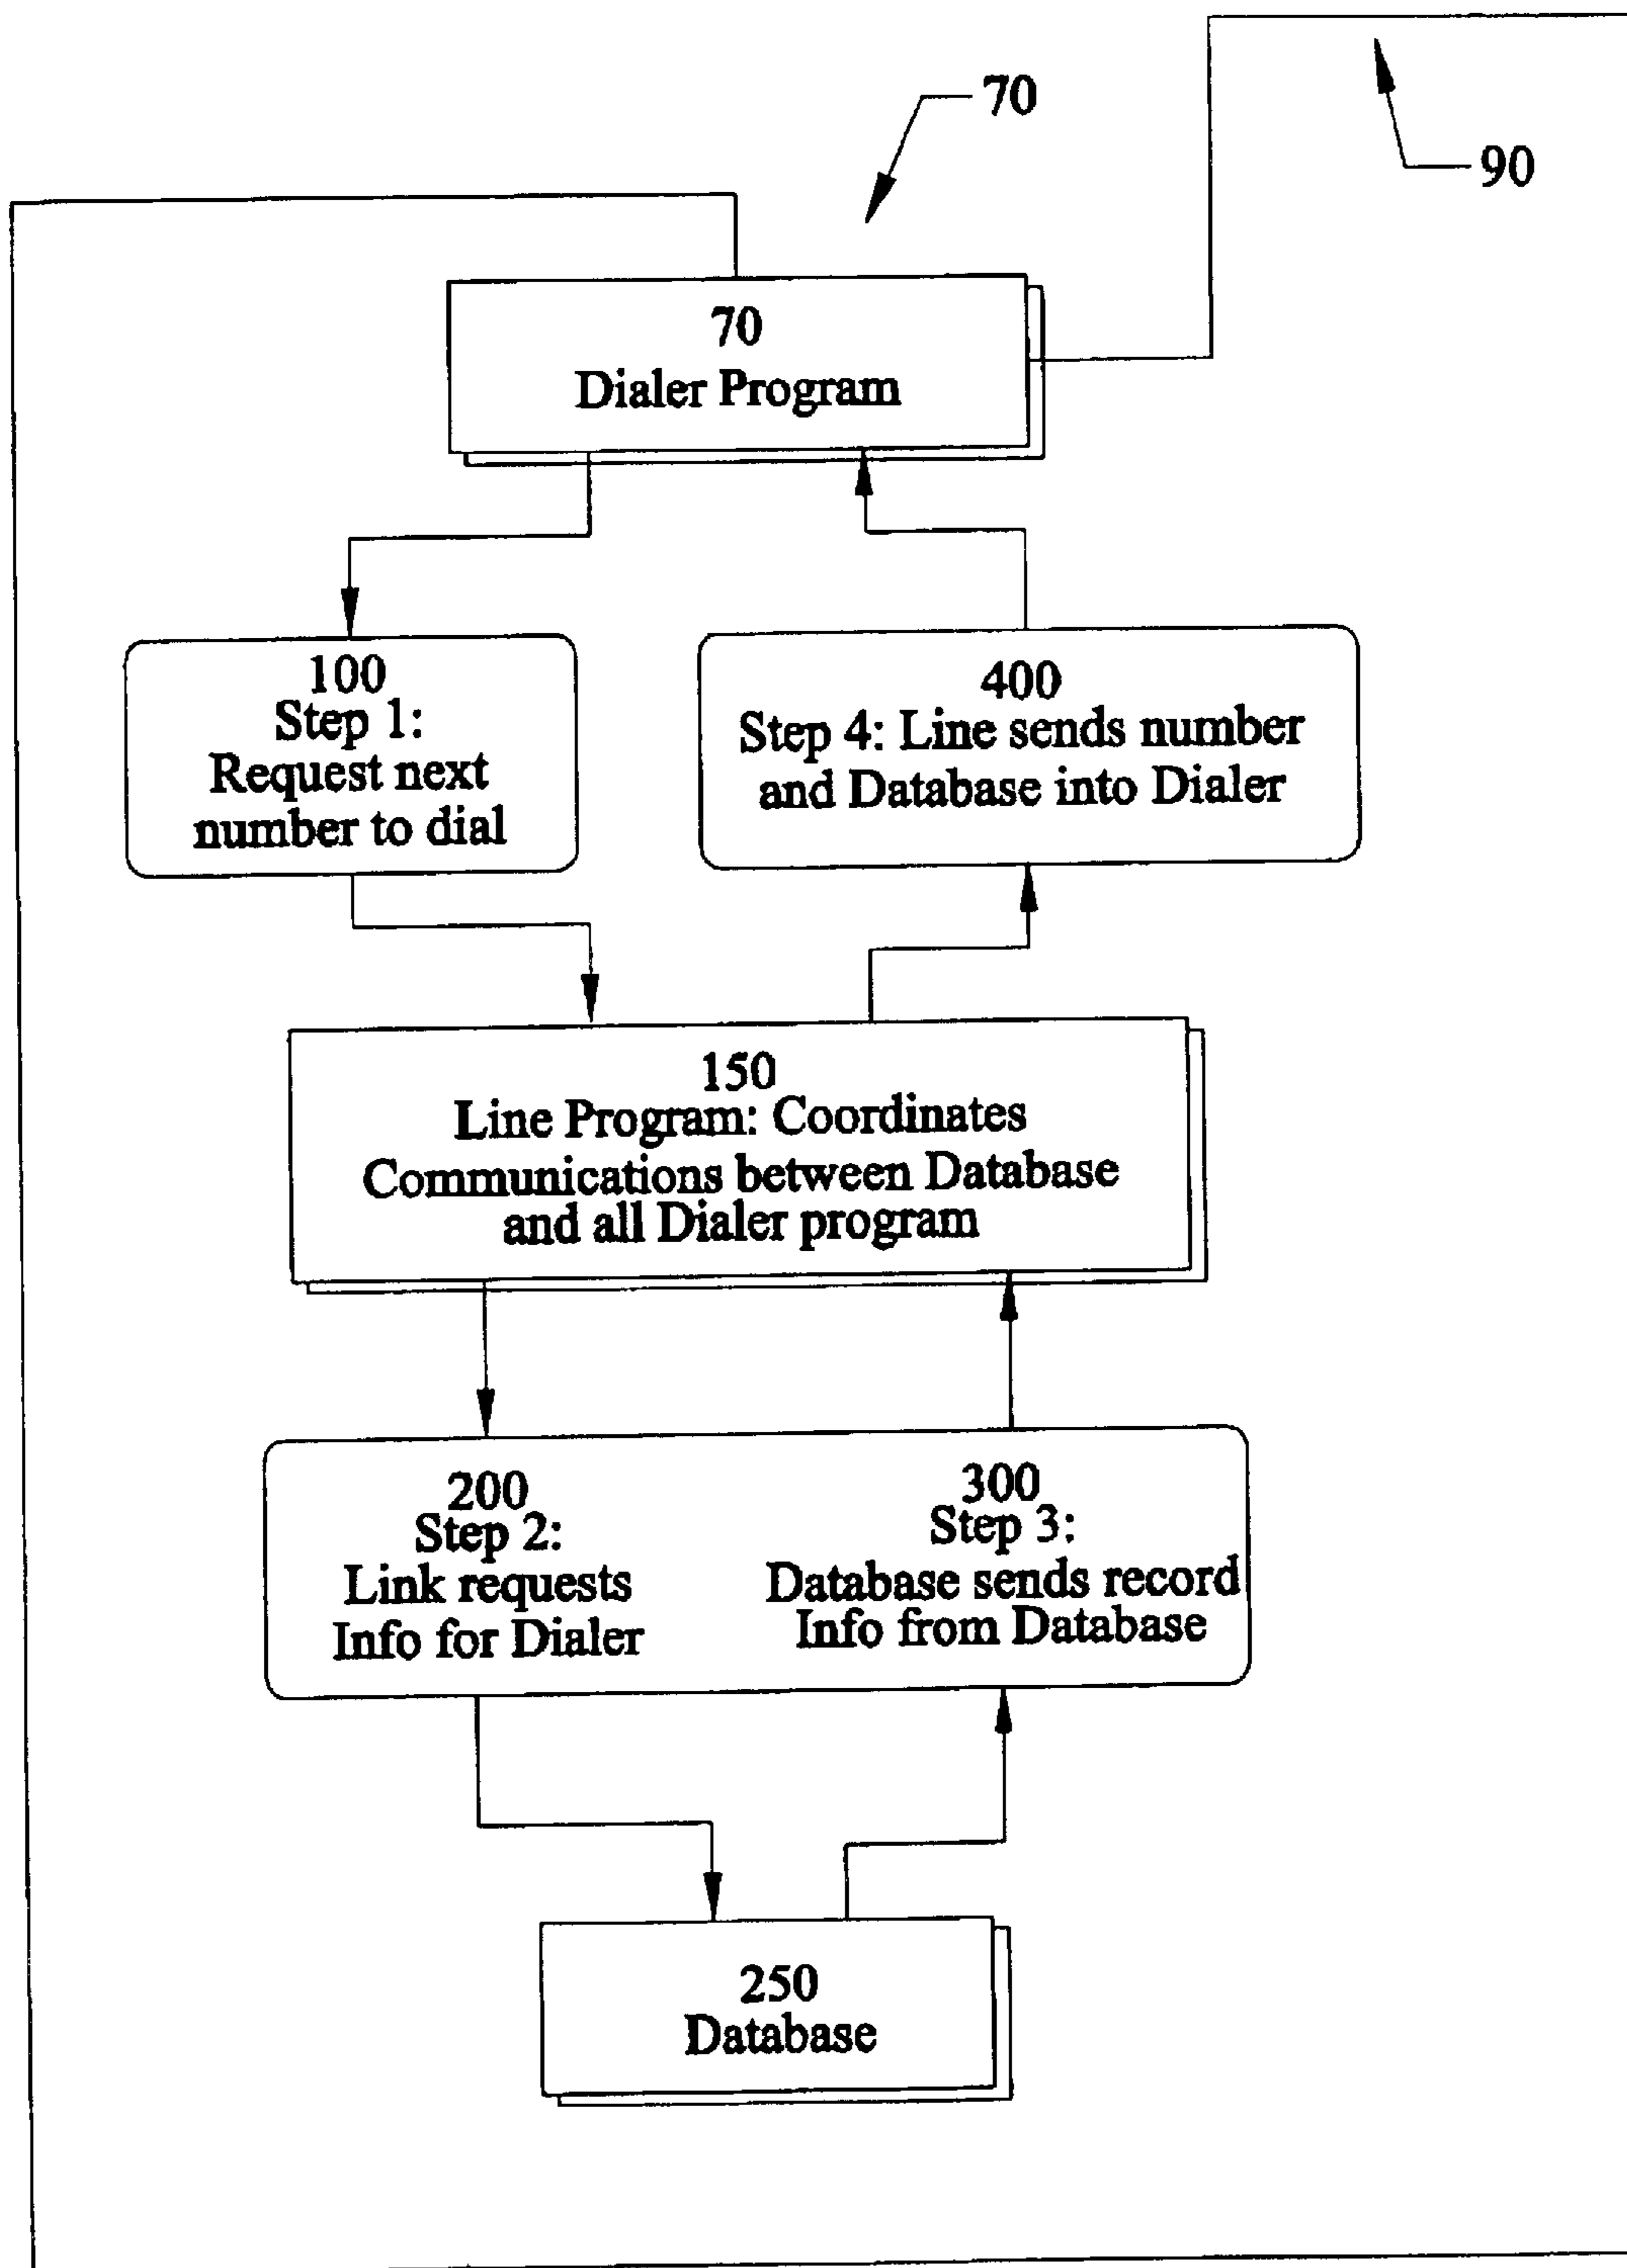 70
90
70
Dialer Program
100
Step 1:
Request next
number to dial
400
Step 4: Line sends number
and Database into Dialer
150
Line Program: Coordinates
Communications between Database
and all Dialer program
200
Step 2:
Link requests
Info for Dialer
300
Step 3:
Database sends record
Info from Database
250
Database